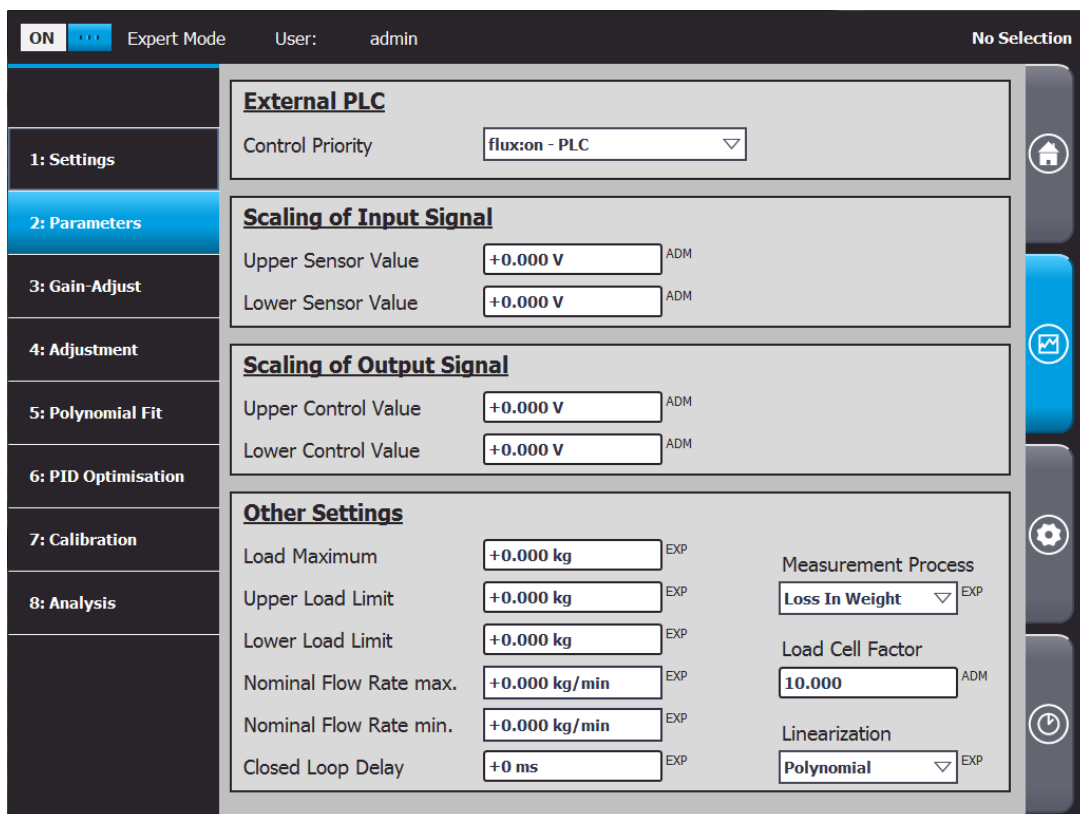 ON Expert Mode User: admin No Selection
1: Settings
2: Parameters
3: Gain-Adjust
4: Adjustment
5: Polynomial Fit
6: PID Optimisation
7: Calibration
8: Analysis
External PLC
Control Priority flux:on - PLC
Scaling of Input Signal
Upper Sensor Value +0.000 V ADM
Lower Sensor Value +0.000 V ADM
Scaling of Output Signal
Upper Control Value +0.000 V ADM
Lower Control Value +0.000 V ADM
Other Settings
Load Maximum +0.000 kg EXP
Upper Load Limit +0.000 kg EXP
Lower Load Limit +0.000 kg EXP
Nominal Flow Rate max. +0.000 kg/min EXP
Nominal Flow Rate min. +0.000 kg/min EXP
Closed Loop Delay +0 ms EXP
Measurement Process
Loss In Weight EXP
Load Cell Factor
10.000 ADM
Linearization
Polynomial EXP